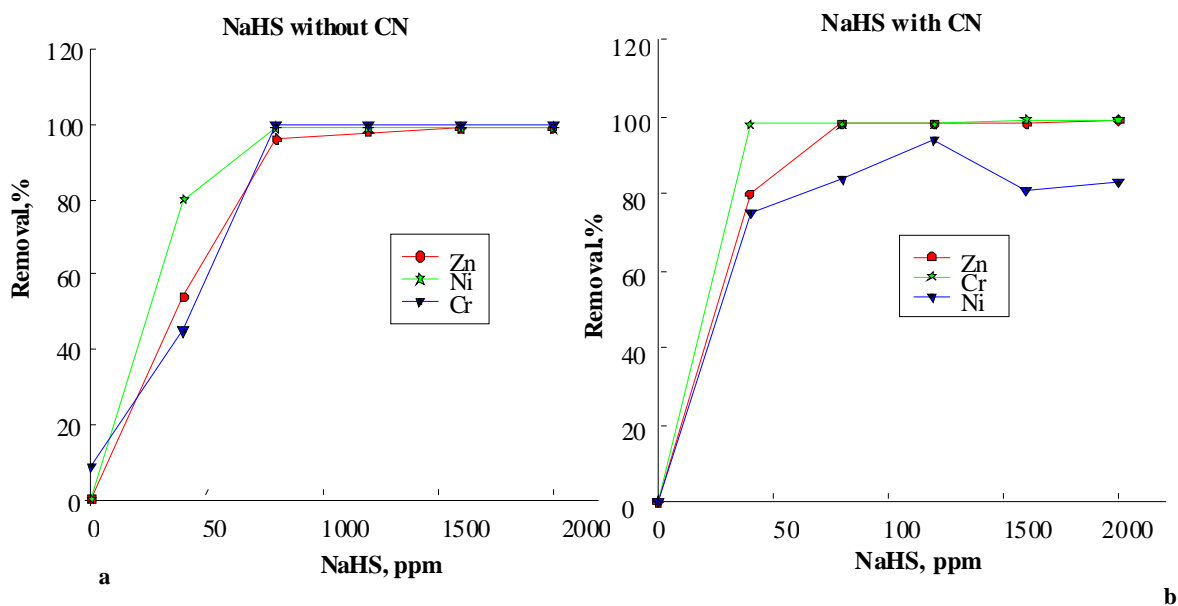 NaHS without CN
120
100
80
60
40
20
0
Removal,%
Zn
Ni
Cr
0 50 1000 1500 2000
NaHS, ppm
a
NaHS with CN
120
100
80
60
40
20
0
Removal,%
Zn
Cr
Ni
0 50 100 1500 2000
NaHS, ppm
b